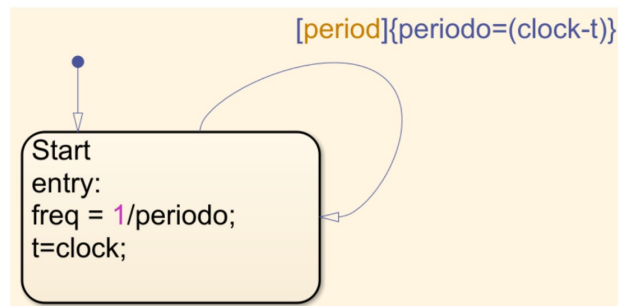 [period]{periodo=(clock-t)}
Start
entry:
freq = 1/periodo;
t=clock;